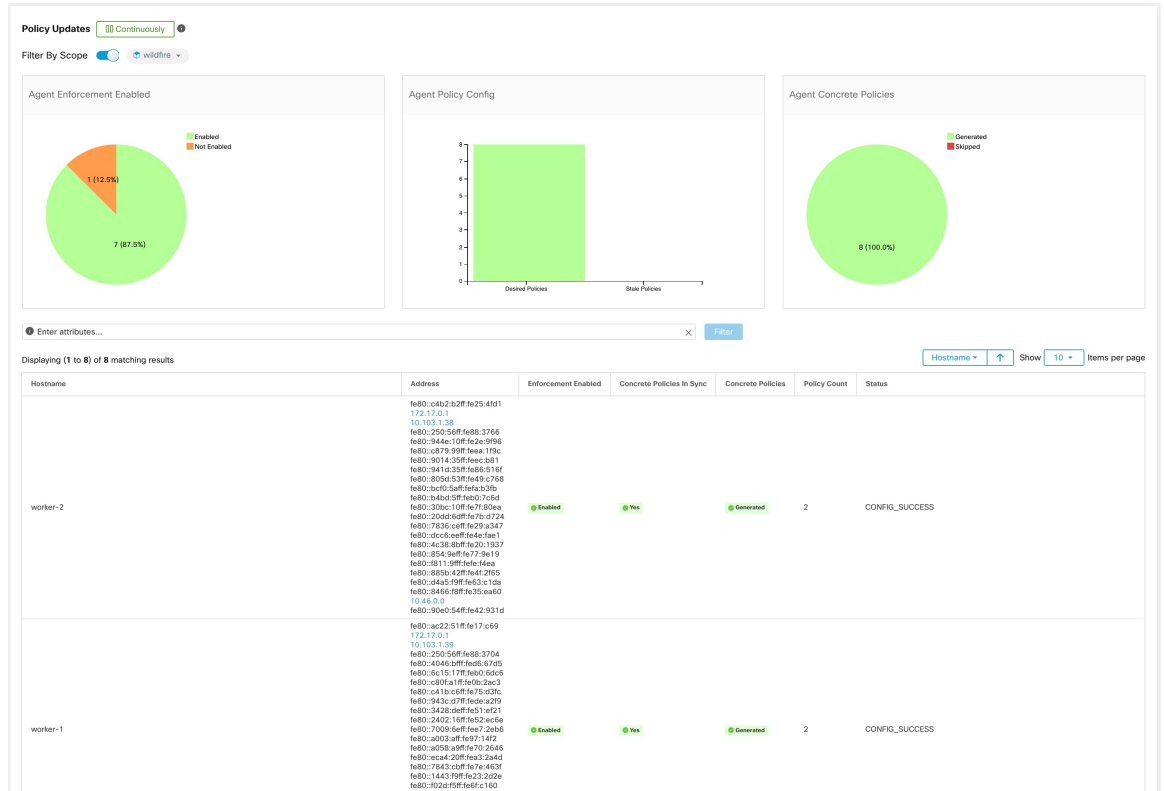 Policy Updates Continuously
Filter By Scope wildfire
Agent Enforcement Enabled
Enabled
Not Enabled
1 (12.5%)
7 (87.5%)
Agent Policy Config
8
7
6
5
4
3
2
1
0
Desired Policies Stale Policies
Agent Concrete Policies
Generated
Skipped
8 (100.0%)
Enter attributes... Filter
Displaying (1 to 8) of 8 matching results Hostname Show 10 Items per page
Hostname Address Enforcement Enabled Concrete Policies In Sync Concrete Policies Policy Count Status
fe80::c4b2:b2ff:fe25:4fd1
172.17.0.1
10.103.1.38
fe80::250:56ff:fe88:3766
fe80::944e:10ff:fe2e:9f96
fe80::c879:99ff:feea:1f9c
fe80::9014:35ff:feec:b81
fe80::941d:35ff:fe86:516f
fe80::805d:53ff:fe49:c768
fe80::bcf0:5aff:fefa:b3fb
fe80::b4bd:5ff:feb0:7c6d
worker-2 fe80::30bc:10ff:fe7f:80ea Enabled Yes Generated 2 CONFIG_SUCCESS
fe80::20dd:6dff:fe7b:d724
fe80::7836:ceff:fe29:a347
fe80::dcc6:eeff:fe4e:fae1
fe80::4c38:8bff:fe20:1937
fe80::854:9eff:fe77:9e19
fe80::f811:9fff:fefe:f4ea
fe80::885b:42ff:fe4f:2f65
fe80::d4a5:f9ff:fe63:c1da
fe80::8466:f8ff:fe35:ea60
10.46.0.0
fe80::90e0:54ff:fe42:931d
fe80::ac22:51ff:fe17:c69
172.17.0.1
10.103.1.39
fe80::250:56ff:fe88:3704
fe80::4046:bfff:fed6:67d5
fe80::6c15:17ff:feb0:6dc6
fe80::c80f:a1ff:fe0b:2ac3
fe80::c41b:c6ff:fe75:d3fc
fe80::943c:d7ff:fede:a2f9
fe80::3428:deff:fe51:ef21
fe80::2402:16ff:fe52:ec6e
worker-1 fe80::7009:6eff:fee7:2eb6 Enabled Yes Generated 2 CONFIG_SUCCESS
fe80::a003:aff:fe97:14f2
fe80::a058:a9ff:fe70:2646
fe80::eca4:20ff:fea3:2a4d
fe80::7843:cbff:fe7e:463f
fe80::1443:f9ff:fe23:2d2e
fe80::f02d:f5ff:fe6f:c160